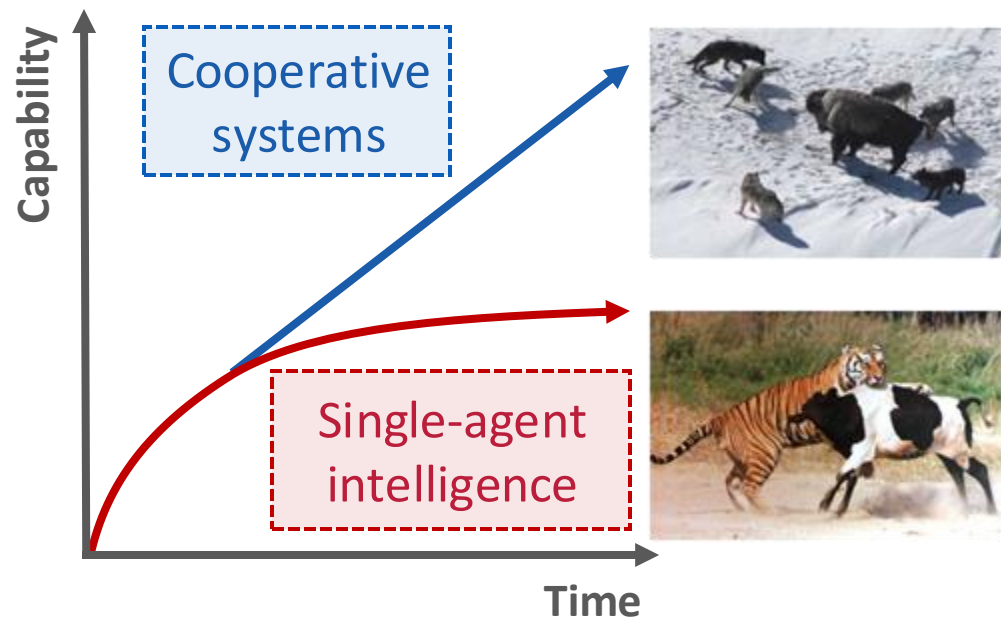 Capability
Cooperative
systems
Single-agent
intelligence
Time